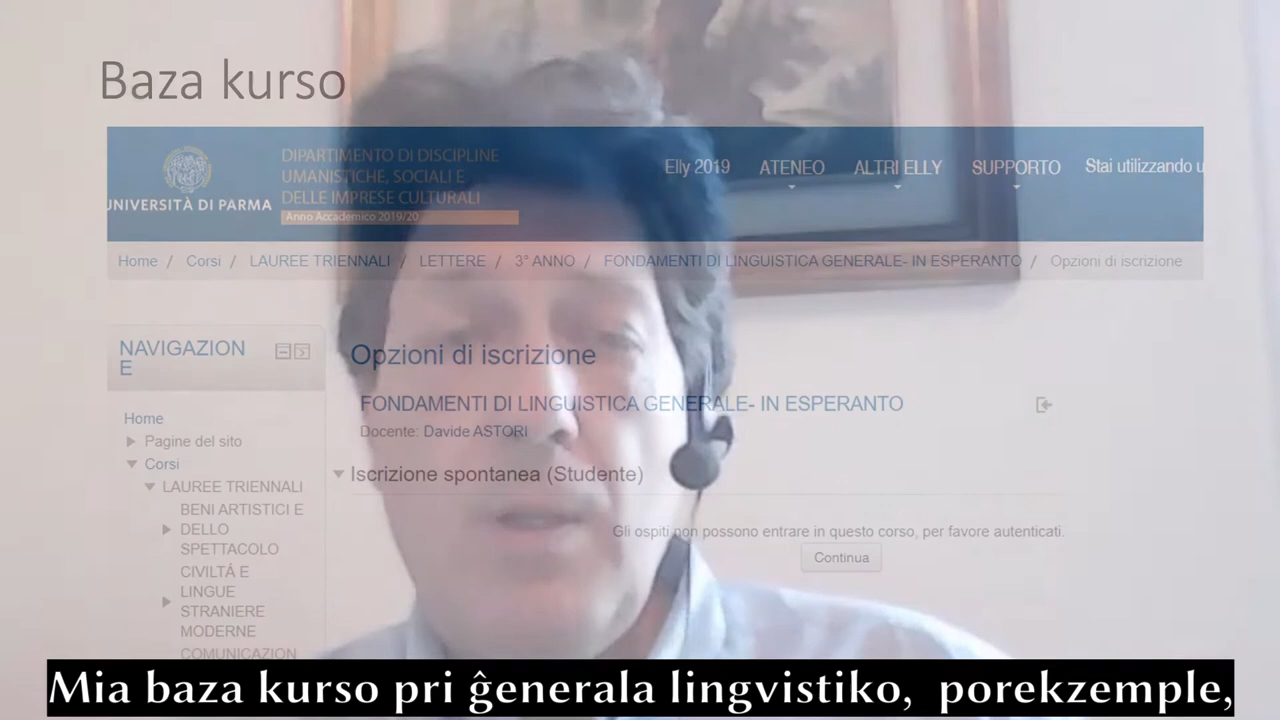 Baza kurso
UNIVERSITÀ DI PARMA
DIPARTIMENTO DI DISCIPLINE
UMANISTICHE, SOCIALI E
DELLE IMPRESE CULTURALI
Anno Accademico 2019/20
Elly 2019 ATENEO ALTRI ELLY SUPPORTO Stai utilizzando u
Home / Corsi / LAUREE TRIENNALI / LETTERE / 3° ANNO / FONDAMENTI DI LINGUISTICA GENERALE- IN ESPERANTO / Opzioni di iscrizione
NAVIGAZION
E
Home
Pagine del sito
Corsi
LAUREE TRIENNALI
BENI ARTISTICI E
DELLO
SPETTACOLO
CIVILTÁ E
LINGUE
STRANIERE
MODERNE
COMUNICAZION
Opzioni di iscrizione
FONDAMENTI DI LINGUISTICA GENERALE- IN ESPERANTO
Docente: Davide ASTORI
Iscrizione spontanea (Studente)
Gli ospiti non possono entrare in questo corso, per favore autenticati.
Continua
Mia baza kurso pri ĝenerala lingvistiko, porekzemple,